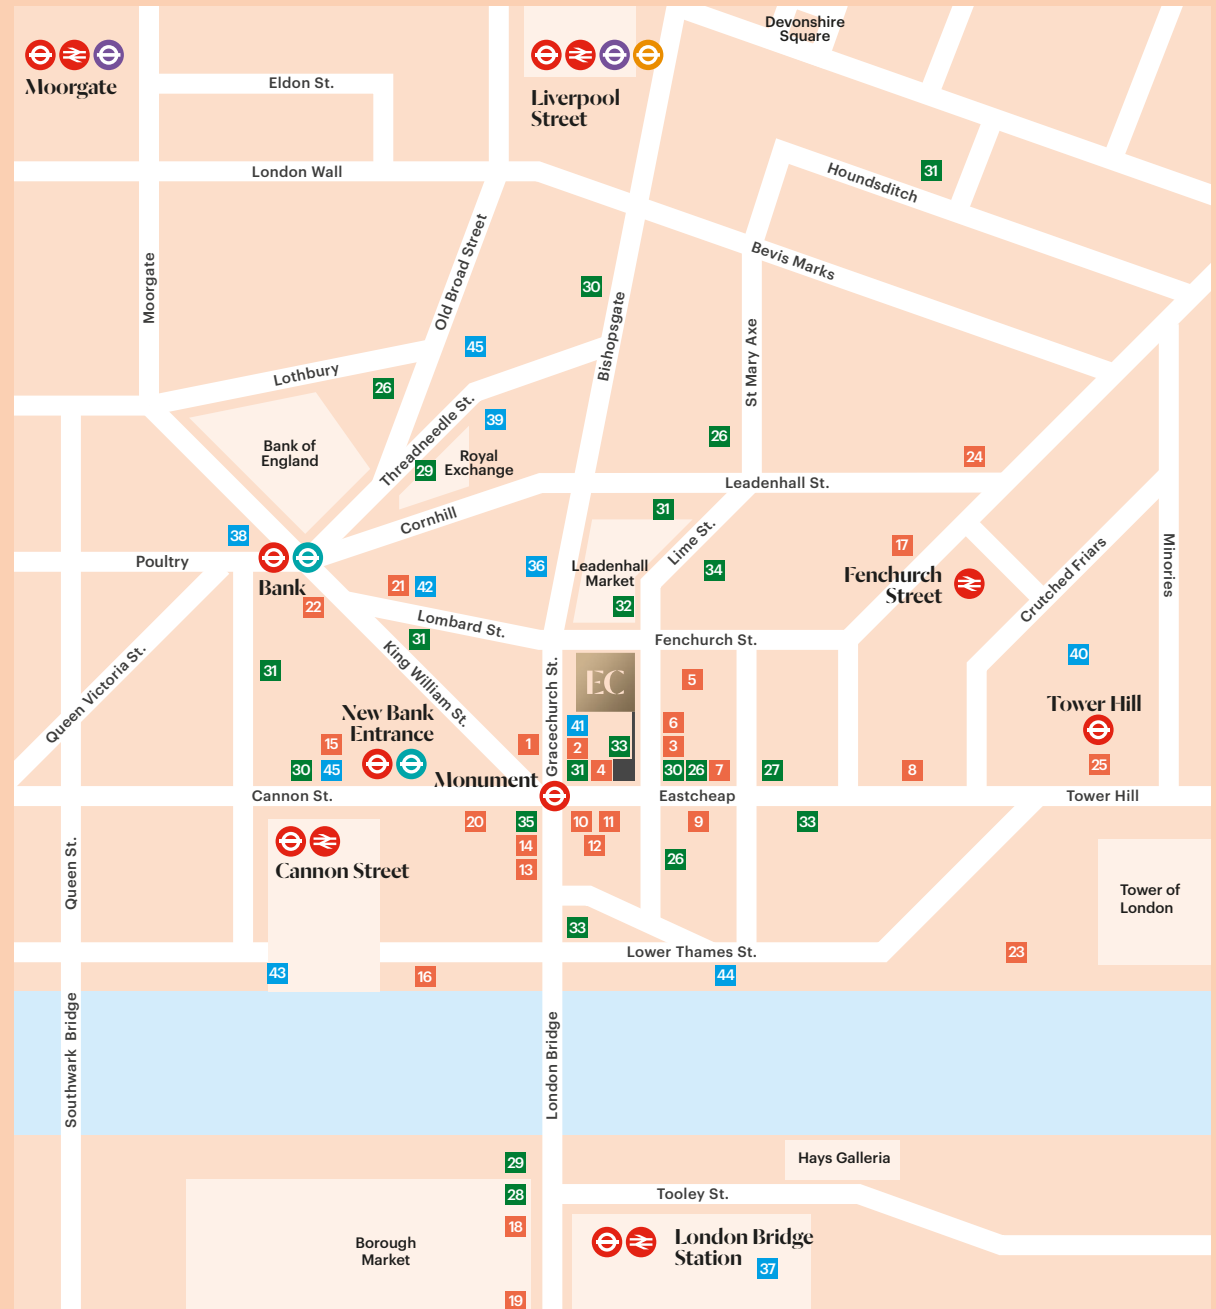 Devonshire
Square
Moorgate
Eldon St.
Liverpool
Street
London Wall
31
Houndsditch
Bevis Marks
Moorgate
Old Broad Street
30
Bishopsgate
St Mary Axe
45
Lothbury
26
Threadneedle St.
39
26
Bank of
England
29
Royal
Exchange
24
Leadenhall St.
Cornhill
31
Lime St.
38
Poultry
Bank
22
21
42
36
Leadenhall
Market
34
32
17
Fenchurch
Street
Crutched Friars
Minories
Lombard St.
31
King William St.
Fenchurch St.
40
31
Queen Victoria St.
Gracechurch St.
EC
5
New Bank
Entrance
Tower Hill
15
1
41
2
33
6
3
30
45
Monument
31
4
30
26
7
27
8
25
Cannon St.
Eastcheap
Tower Hill
20
35
10
11
9
33
14
12
13
26
Cannon Street
Queen St.
Tower of
London
33
Lower Thames St.
23
43
16
44
Southwark Bridge
London Bridge
29
Hays Galleria
28
Tooley St.
18
Borough
Market
London Bridge
Station
37
19